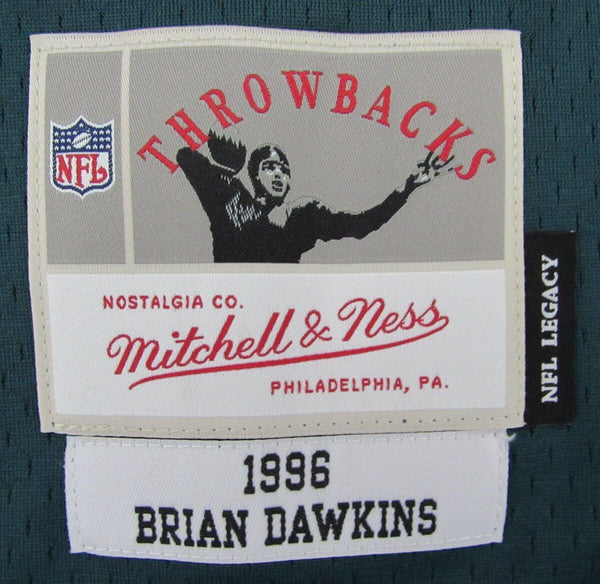 THROWBACKS
NFL
NOSTALGIA CO.
Mitchell & Ness
PHILADELPHIA, PA.
NFL LEGACY
1996
BRIAN DAWKINS